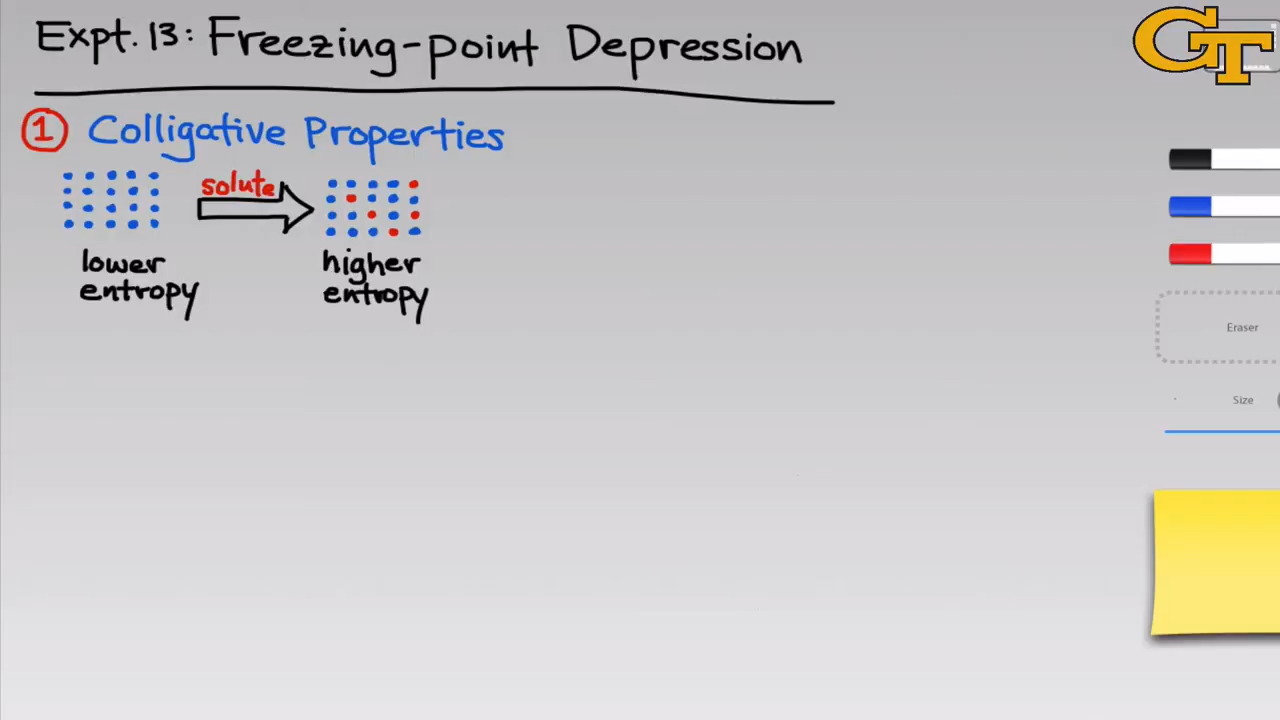 Expt. 13: Freezing-point Depression
GT
1 Colligative Properties
solute
lower
entropy
higher
entropy
Eraser
Size